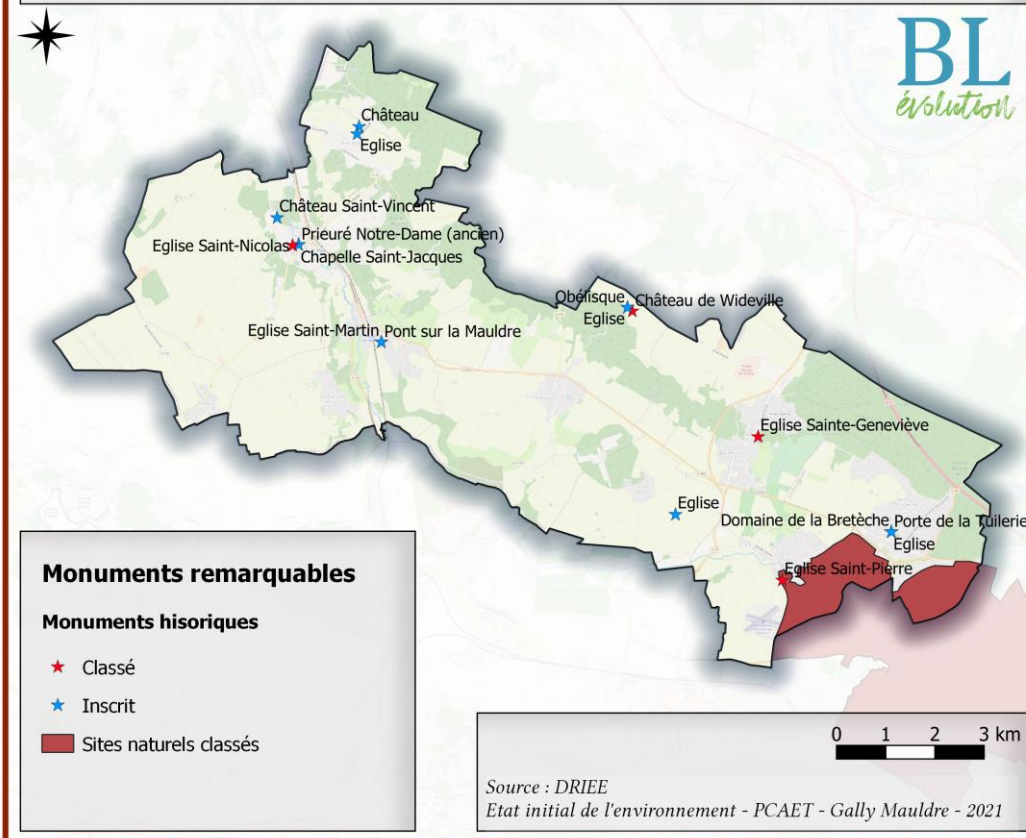 BL
évolution
Château
Eglise
Château Saint-Vincent
Prieuré Notre-Dame (ancien)
Eglise Saint-Nicolas
Chapelle Saint-Jacques
Obélisque
Château de Wideville
Eglise
Eglise Saint-Martin
Pont sur la Mauldre
Eglise Sainte-Geneviève
Eglise
Domaine de la Bretèche
Porte de la Tuilerie
Eglise
Eglise Saint-Pierre
Monuments remarquables
Monuments hisoriques
Classé
Inscrit
Sites naturels classés
0 1 2 3 km
Source : DRIEE
Etat initial de l'environnement - PCAET - Gally Mauldre - 2021